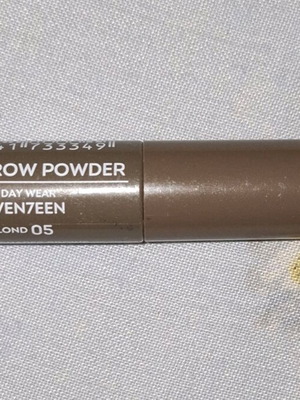 1"733349"
ROW POWDER
DAY WEAR
VEN7EEN
LOND 05